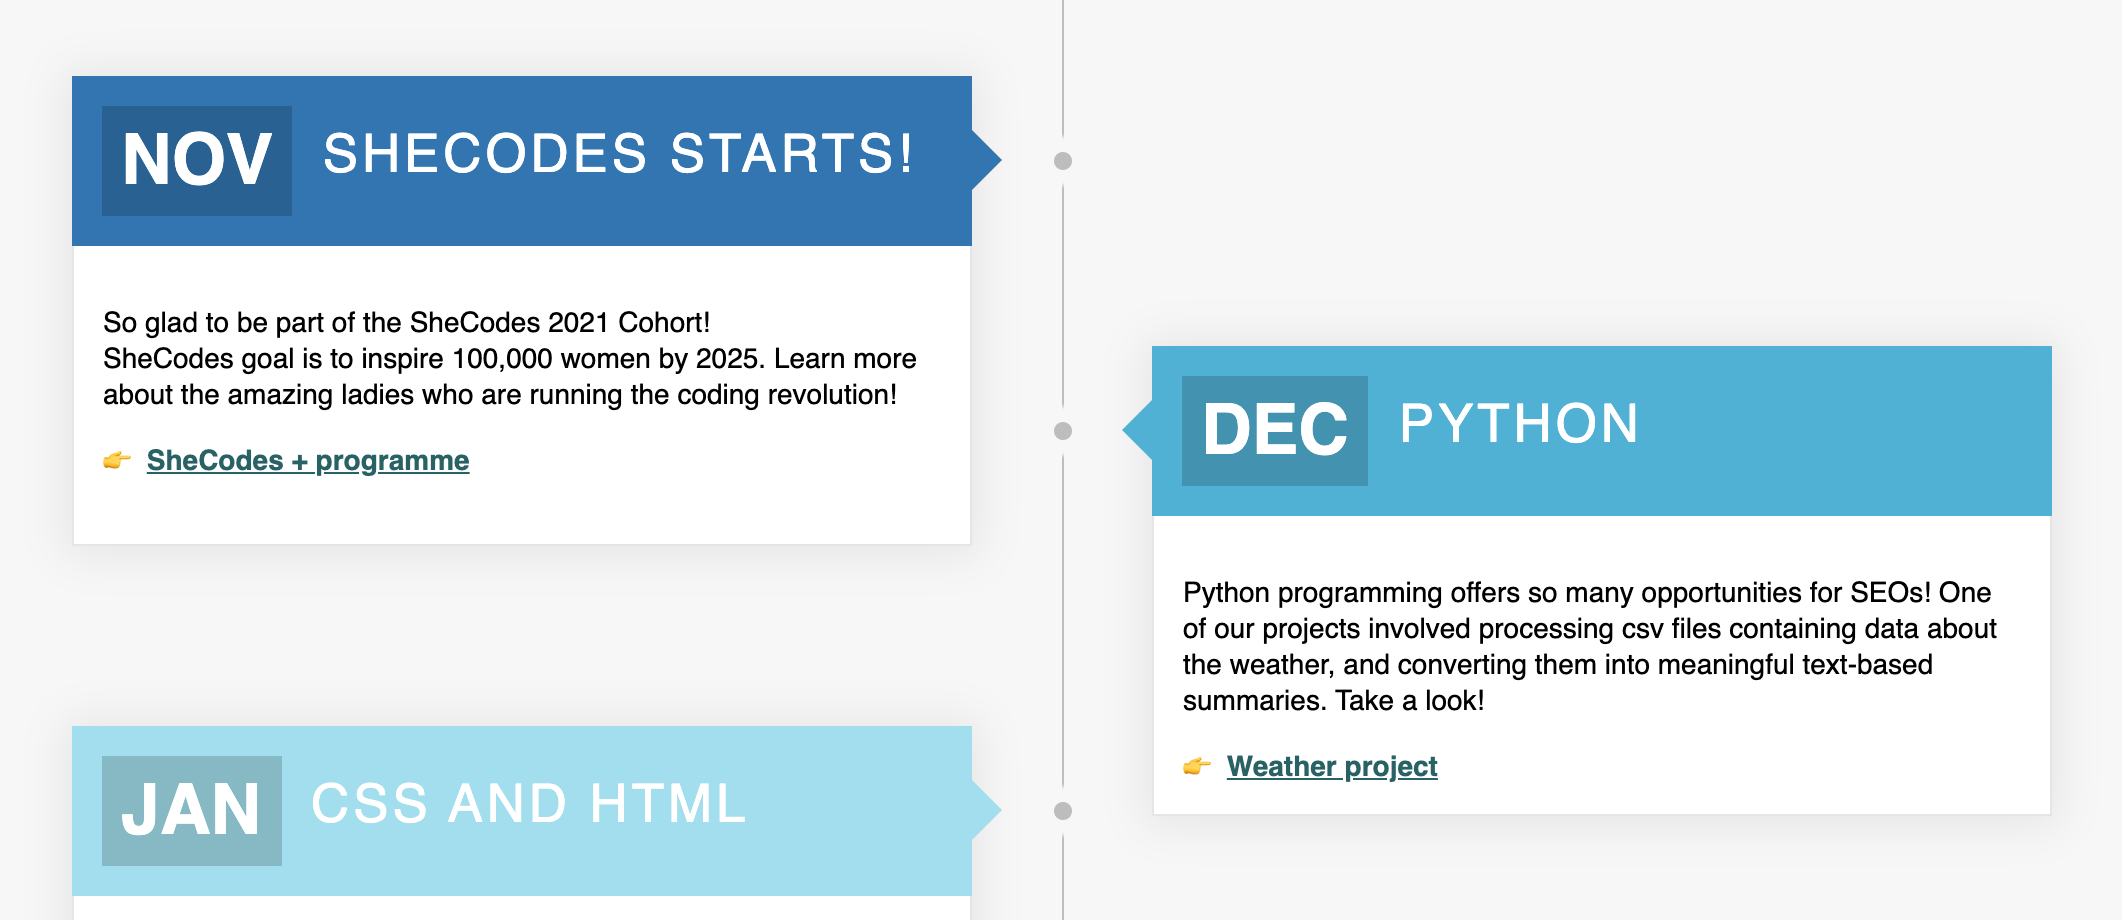 NOV SHECODES STARTS!
So glad to be part of the SheCodes 2021 Cohort!
SheCodes goal is to inspire 100,000 women by 2025. Learn more
about the amazing ladies who are running the coding revolution!
👉 SheCodes + programme
DEC PYTHON
Python programming offers so many opportunities for SEOs! One
of our projects involved processing csv files containing data about
the weather, and converting them into meaningful text-based
summaries. Take a look!
👉 Weather project
JAN CSS AND HTML